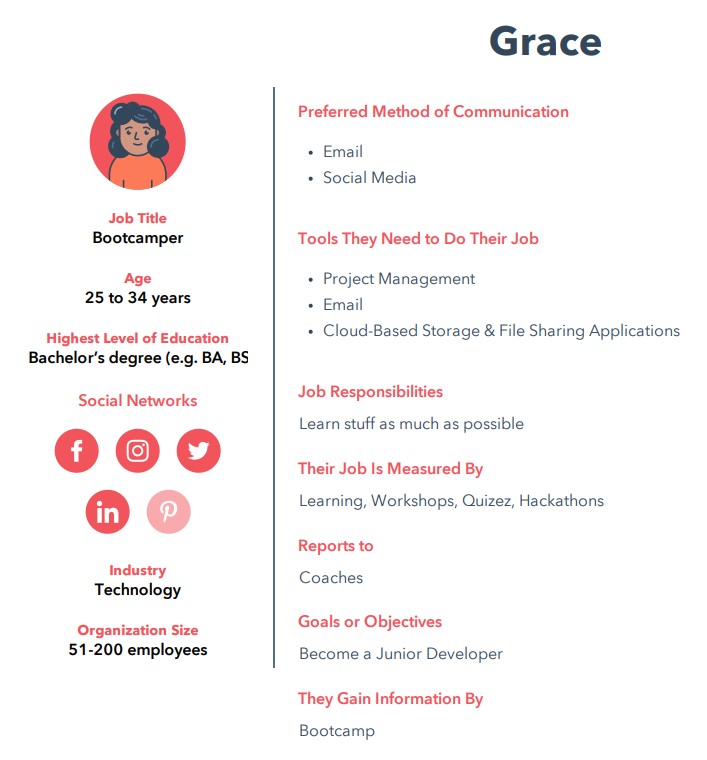 Grace
Job Title
Bootcamper
Age
25 to 34 years
Highest Level of Education
Bachelor's degree (e.g. BA, BS
Social Networks
in
Industry
Technology
Organization Size
51-200 employees
Preferred Method of Communication
• Email
• Social Media
Tools They Need to Do Their Job
• Project Management
• Email
• Cloud-Based Storage & File Sharing Applications
Job Responsibilities
Learn stuff as much as possible
Their Job Is Measured By
Learning, Workshops, Quizez, Hackathons
Reports to
Coaches
Goals or Objectives
Become a Junior Developer
They Gain Information By
Bootcamp